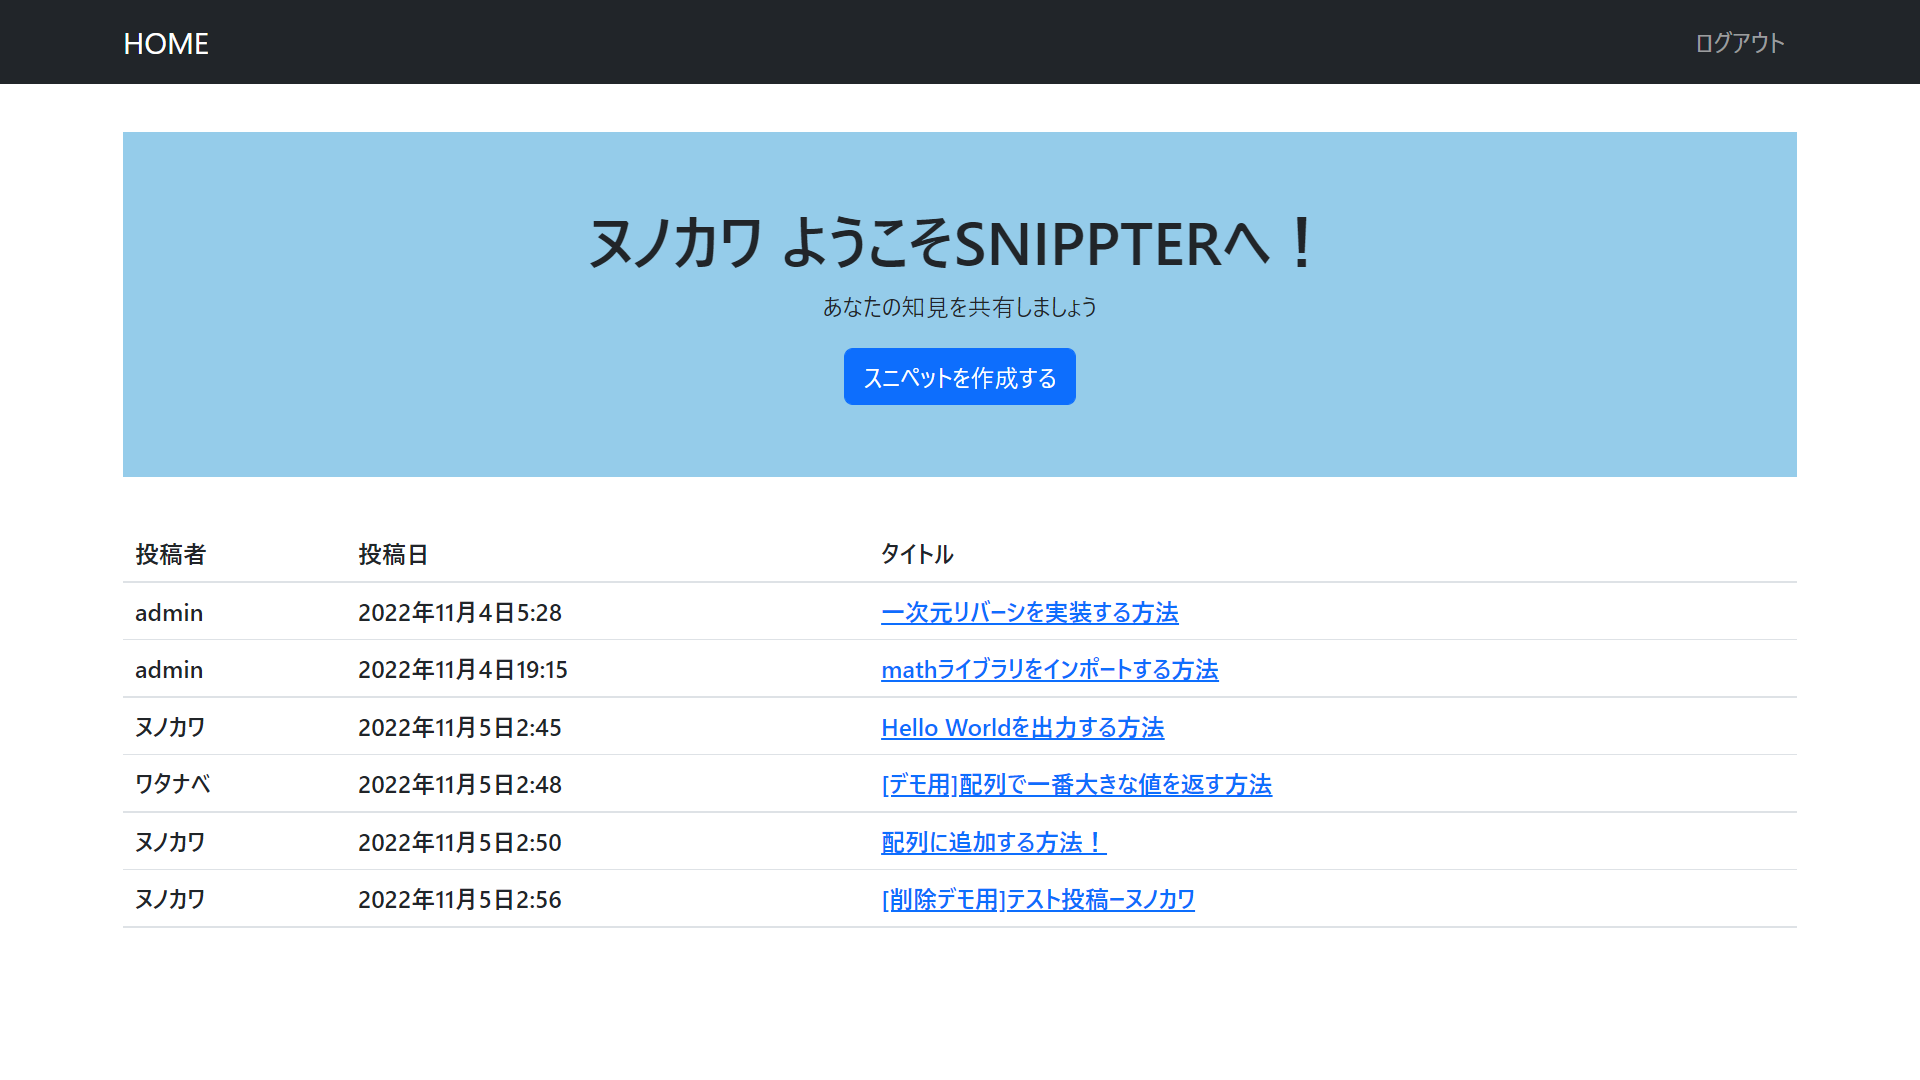 HOME ログアウト
ヌノカワ ようこそSNIPPTERへ！
あなたの知見を共有しましょう
スニペットを作成する
投稿者 投稿日 タイトル
admin 2022年11月4日5:28 一次元リバーシを実装する方法
admin 2022年11月4日19:15 mathライブラリをインポートする方法
ヌノカワ 2022年11月5日2:45 Hello Worldを出力する方法
ワタナベ 2022年11月5日2:48 [デモ用]配列で一番大きな値を返す方法
ヌノカワ 2022年11月5日2:50 配列に追加する方法！
ヌノカワ 2022年11月5日2:56 [削除デモ用]テスト投稿ーヌノカワ